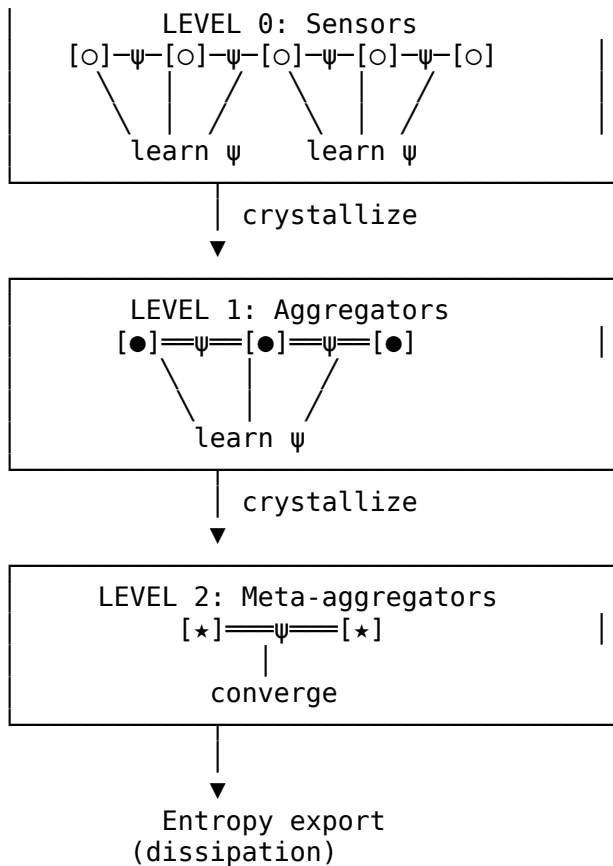 LEVEL 0: Sensors
[○]─ψ─[○]─ψ─[○]─ψ─[○]─ψ─[○]
learn ψ learn ψ
crystallize
LEVEL 1: Aggregators
[●]══ψ══[●]══ψ══[●]
learn ψ
crystallize
LEVEL 2: Meta-aggregators
[★]═══ψ═══[★]
converge
Entropy export
(dissipation)